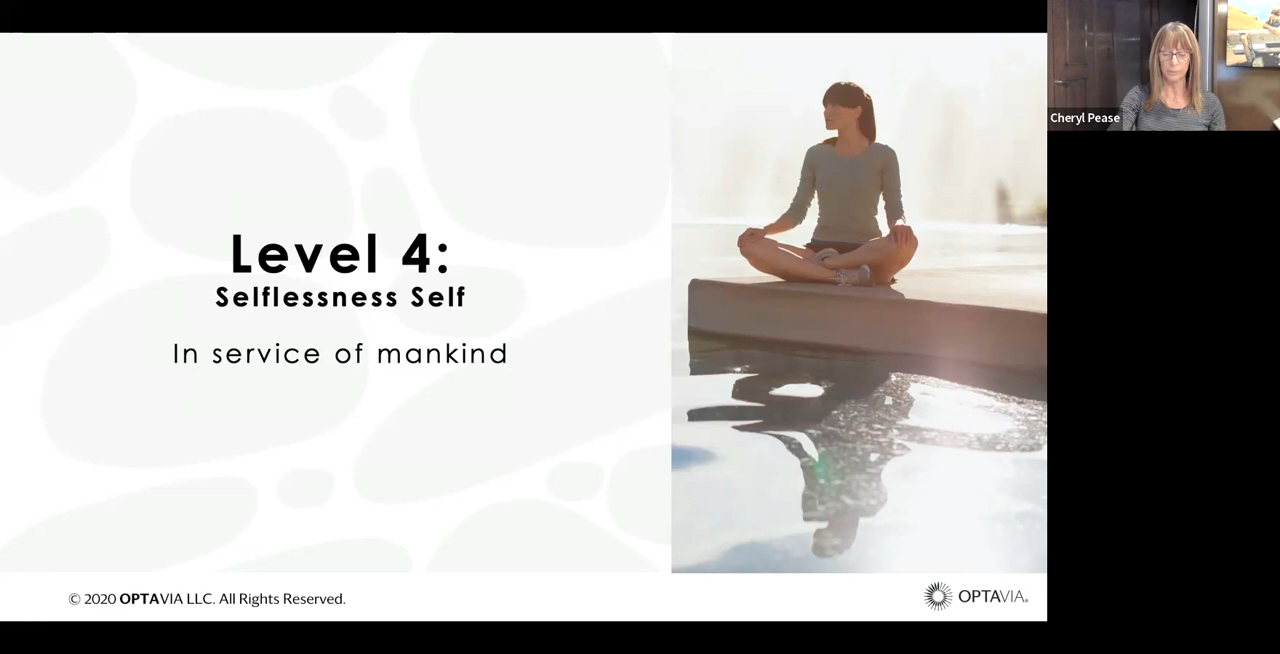 Level 4:
Selflessness Self
In service of mankind
© 2020 OPTAVIA LLC. All Rights Reserved.
OPTAVIA®
Cheryl Pease